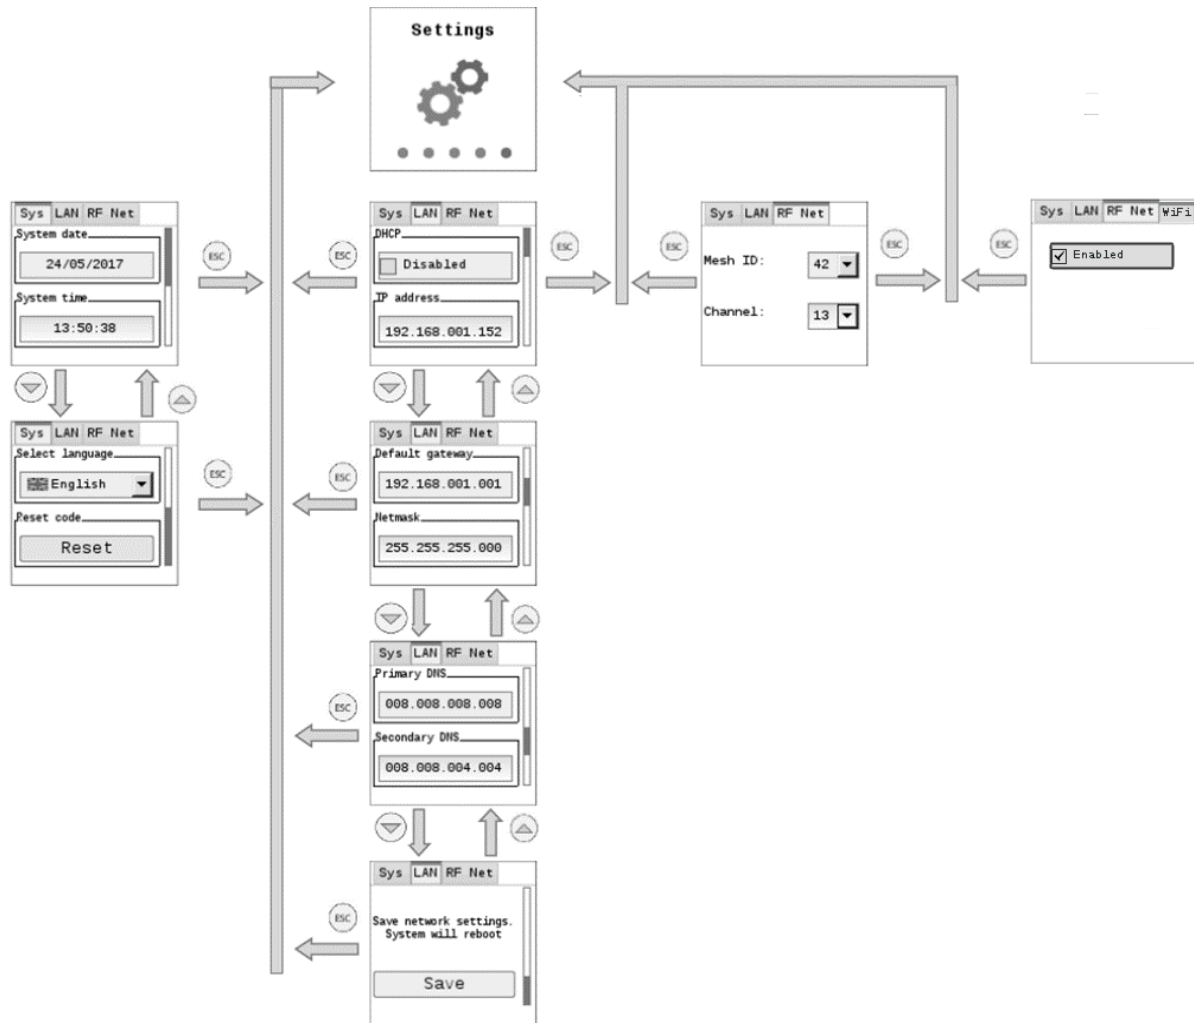 Settings
Sys LAN RF Net
System date
24/05/2017
System time
13:50:38
ESC
ESC
Sys LAN RF Net
DHCP
Disabled
IP address
192.168.001.152
ESC
ESC
Sys LAN RF Net
Mesh ID: 42
Channel: 13
ESC
ESC
Sys LAN RF Net WiFi
Enabled
Sys LAN RF Net
Select language
English
Reset code
Reset
ESC
ESC
Sys LAN RF Net
Default gateway
192.168.001.001
Netmask
255.255.255.000
Sys LAN RF Net
Primary DNS
008.008.008.008
Secondary DNS
008.008.004.004
ESC
Sys LAN RF Net
Save network settings.
System will reboot
Save
ESC